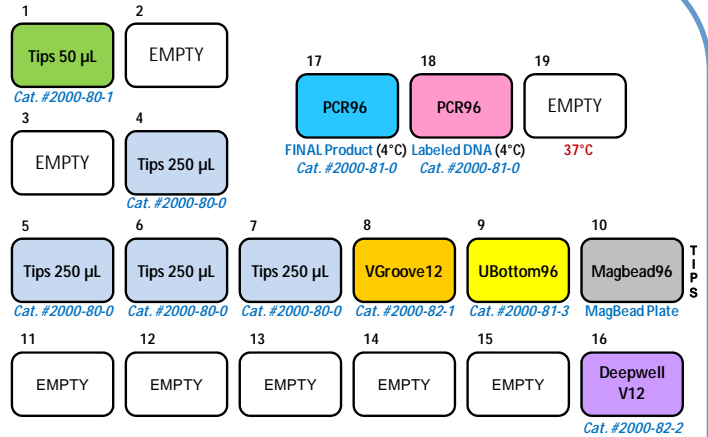 1 2
Tips 50 µL EMPTY
Cat. #2000-80-1
17 18 19
PCR96 PCR96 EMPTY
FINAL Product (4°C) Labeled DNA (4°C) 37°C
Cat. #2000-81-0 Cat. #2000-81-0
3 4
EMPTY Tips 250 µL
Cat. #2000-80-0
5 6 7 8 9 10
Tips 250 µL Tips 250 µL Tips 250 µL VGroove12 UBottom96 Magbead96 TIPS
Cat. #2000-80-0 Cat. #2000-80-0 Cat. #2000-80-0 Cat. #2000-82-1 Cat. #2000-81-3 MagBead Plate
11 12 13 14 15 16
EMPTY EMPTY EMPTY EMPTY EMPTY Deepwell
V12
Cat. #2000-82-2